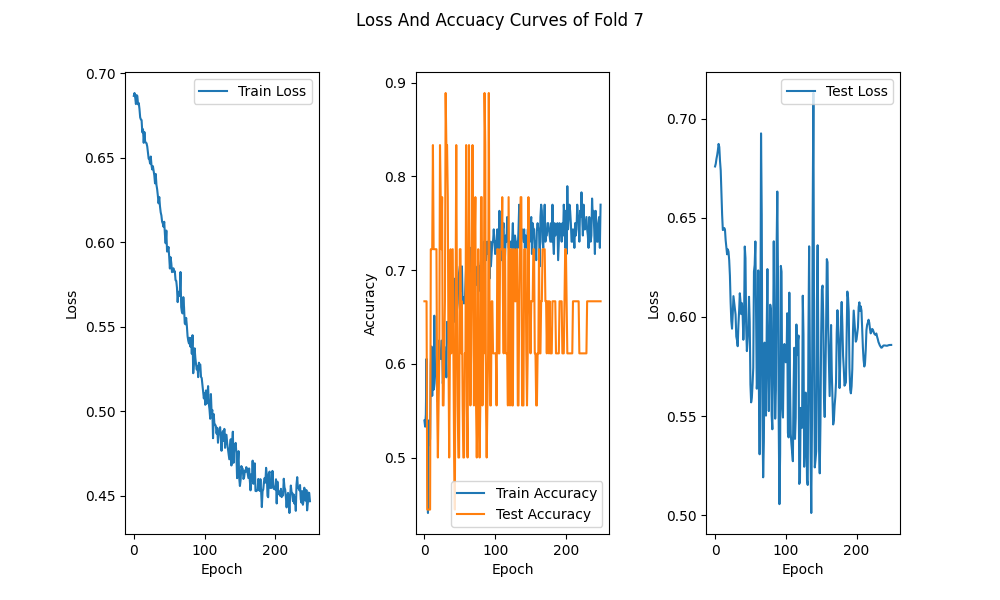 Loss And Accuacy Curves of Fold 7
0.70
0.65
0.60
0.55
0.50
0.45
Loss
Train Loss
0 100 200
Epoch
0.9
0.8
0.7
0.6
0.5
Accuracy
Train Accuracy
Test Accuracy
0 100 200
Epoch
0.70
0.65
0.60
0.55
0.50
Loss
Test Loss
0 100 200
Epoch